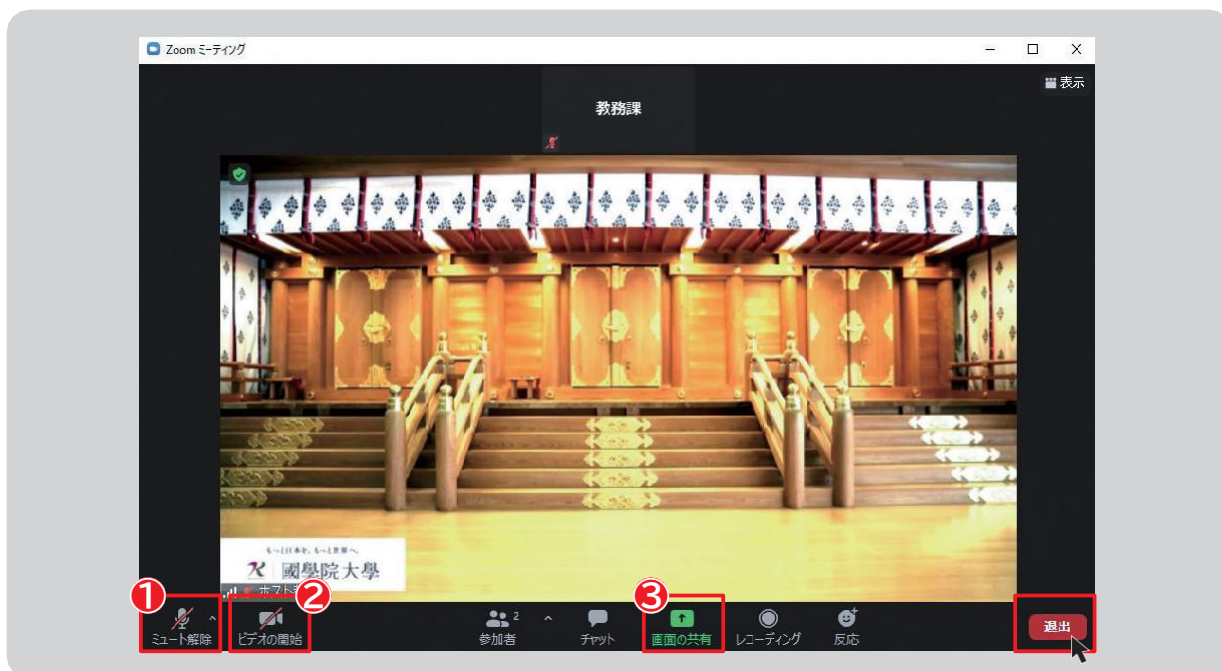 Zoom ミーティング
表示
教務課
もっと日本を。もっと世界へ。
國學院大學
1
2
3
ミュート解除
ビデオの開始
参加者
2
チャット
画面の共有
レコーディング
反応
退出